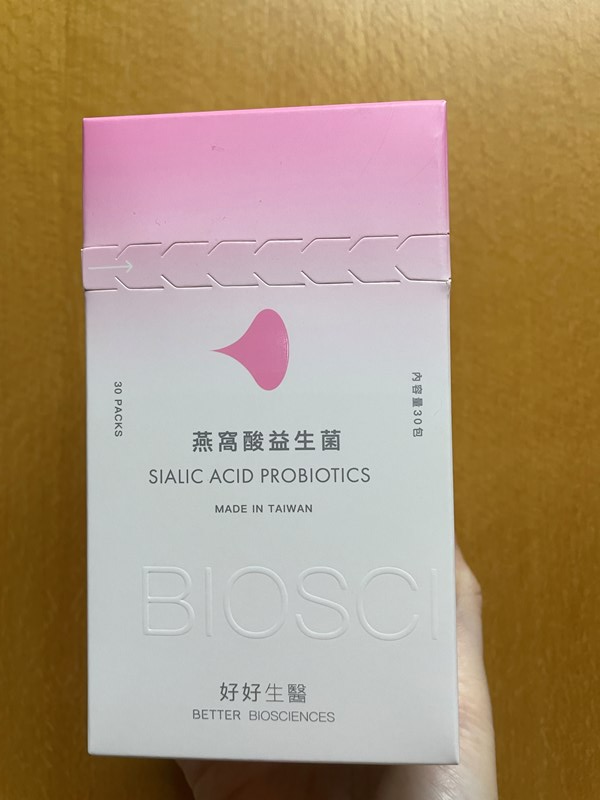 30 PACKS
內容量30包
燕窩酸益生菌
SIALIC ACID PROBIOTICS
MADE IN TAIWAN
BIOSCI
好好生醫
BETTER BIOSCIENCES